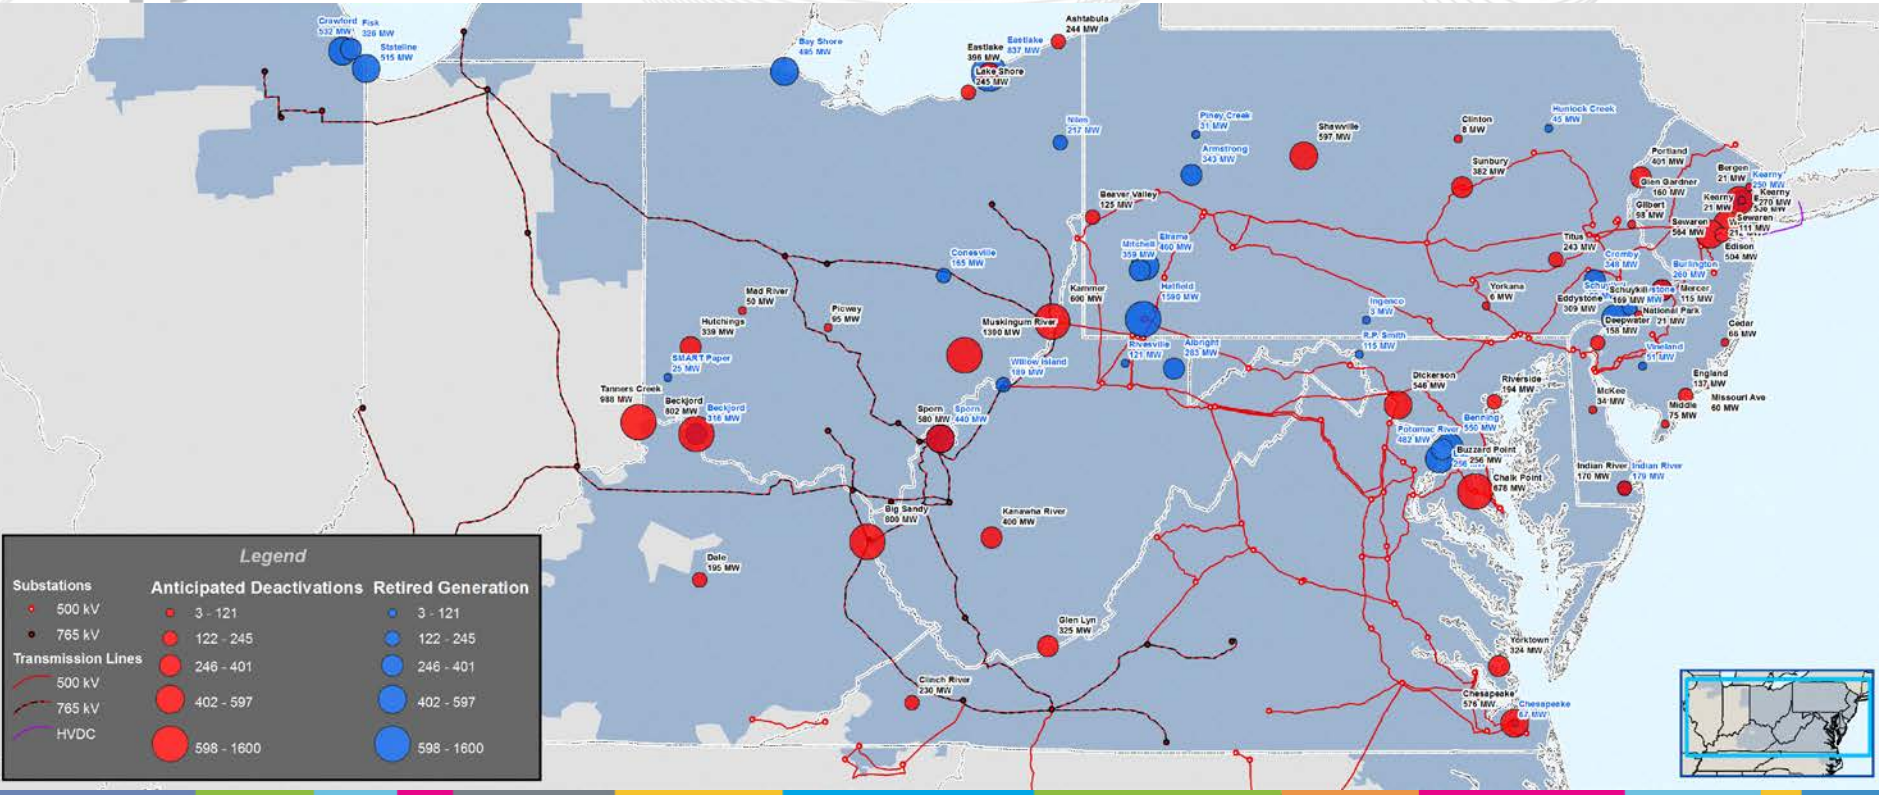 Crawford
532 MW
Fisk
326 MW
Stateline
515 MW
Bay Shore
495 MW
Ashtabula
244 MW
Eastlake
396 MW
Eastlake
837 MW
Lake Shore
245 MW
Niles
217 MW
Piney Creek
31 MW
Armstrong
343 MW
Shawville
597 MW
Clinton
8 MW
Hunlock Creek
45 MW
Sunbury
382 MW
Portland
401 MW
Bergen
21 MW
Kearny
250 MW
Glen Gardner
160 MW
Kearny
21 MW
Kearny
270 MW
Gilbert
98 MW
Sewaren
564 MW
Sewaren
111 MW
Edison
504 MW
Beaver Valley
125 MW
Titus
243 MW
Mitchell
359 MW
Elrama
460 MW
Cromby
348 MW
Burlington
260 MW
Conesville
165 MW
Kammer
600 MW
Hatfield
1590 MW
Yorkana
6 MW
Eddystone
309 MW
Schuylkill
169 MW
Mercer
115 MW
National Park
21 MW
Deepwater
158 MW
Cedar
66 MW
Vineland
51 MW
Mad River
50 MW
Hutchings
339 MW
Picway
95 MW
Muskingum River
1300 MW
Ingenco
3 MW
R.P. Smith
115 MW
Rivesville
121 MW
Albright
283 MW
SMART Paper
25 MW
Willow Island
189 MW
Tanners Creek
988 MW
Beckjord
802 MW
Beckjord
316 MW
Sporn
580 MW
Sporn
440 MW
Dickerson
546 MW
Riverside
194 MW
McKee
34 MW
England
137 MW
Missouri Ave
60 MW
Middle
75 MW
Benning
550 MW
Potomac River
482 MW
Buzzard Point
256 MW
Chalk Point
676 MW
Indian River
170 MW
Indian River
179 MW
Big Sandy
800 MW
Kanawha River
400 MW
Dale
195 MW
Glen Lyn
325 MW
Clinch River
230 MW
Yorktown
324 MW
Chesapeake
576 MW
Chesapeake
67 MW
Legend
Substations
500 kV
765 kV
Transmission Lines
500 kV
765 kV
HVDC
Anticipated Deactivations
3 - 121
122 - 245
246 - 401
402 - 597
598 - 1600
Retired Generation
3 - 121
122 - 245
246 - 401
402 - 597
598 - 1600